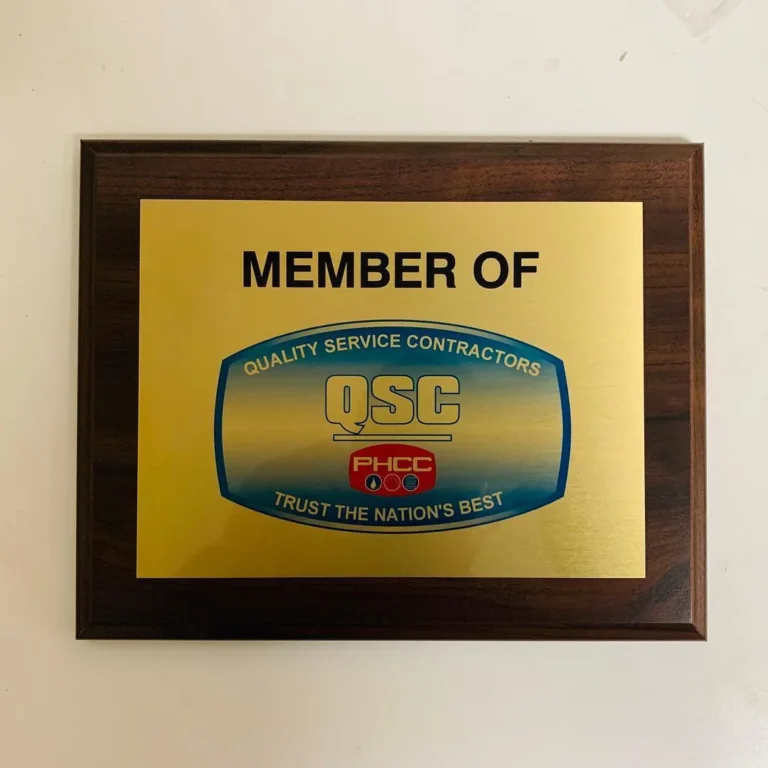 MEMBER OF
QUALITY SERVICE CONTRACTORS
QSC
PHCC
TRUST THE NATION'S BEST